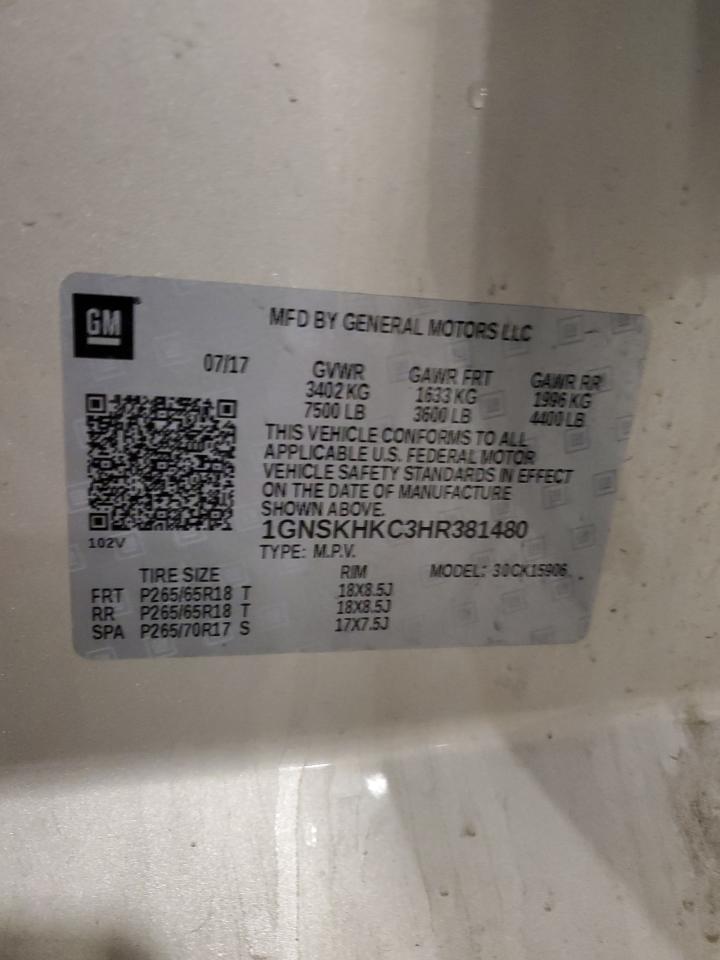 GM
MFD BY GENERAL MOTORS LLC
07/17
GVWR GAWR FRT GAWR RR
3402 KG 1633 KG 1996 KG
7500 LB 3600 LB 4400 LB
THIS VEHICLE CONFORMS TO ALL
APPLICABLE U.S. FEDERAL MOTOR
VEHICLE SAFETY STANDARDS IN EFFECT
ON THE DATE OF MANUFACTURE
SHOWN ABOVE.
1GNSKHKC3HR381480
102V
TYPE: M.P.V.
TIRE SIZE RIM MODEL: 30CK15906
FRT P265/65R18 T 18X8.5J
RR P265/65R18 T 18X8.5J
SPA P265/70R17 S 17X7.5J